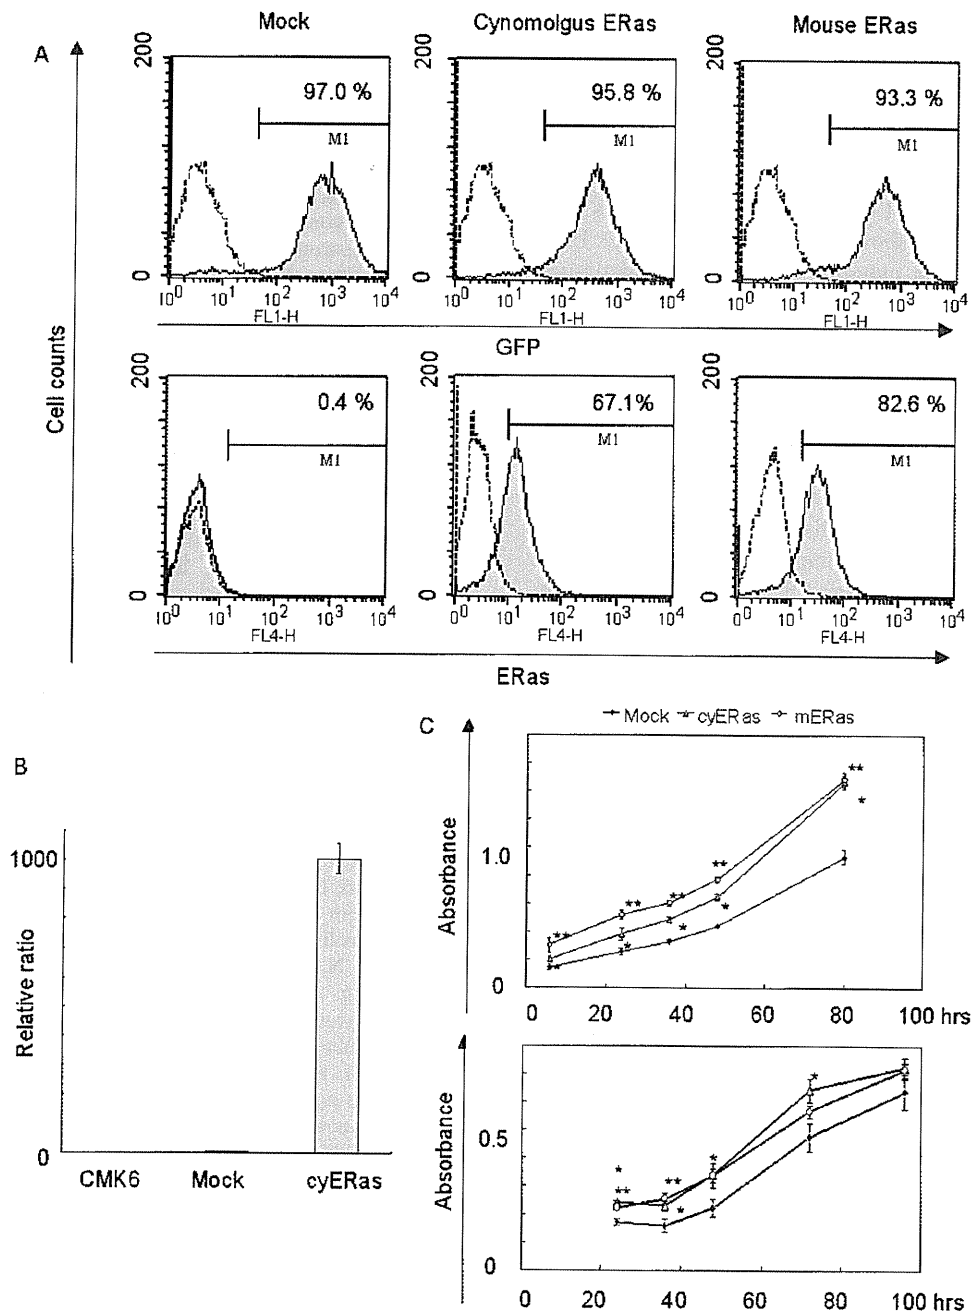 Mock Cynomolgus ERas Mouse ERas
A
200 200 200
97.0 % 95.8 % 93.3 %
M1 M1 M1
0 0 0
10^0 10^1 10^2 10^3 10^4 10^0 10^1 10^2 10^3 10^4 10^0 10^1 10^2 10^3 10^4
FL1-H FL1-H FL1-H
GFP
Cell counts
200 200 200
0.4 % 67.1% 82.6 %
M1 M1 M1
0 0 0
10^0 10^1 10^2 10^3 10^4 10^0 10^1 10^2 10^3 10^4 10^0 10^1 10^2 10^3 10^4
FL4-H FL4-H FL4-H
ERas
B
1000
Relative ratio
0
CMK6 Mock cyERas
C
Mock cyERas mERas
** *
1.0
Absorbance
** ** ** **
* * * **
0
0 20 40 60 80 100 hrs
Absorbance
0.5
* ** ** * * *
0
0 20 40 60 80 100 hrs